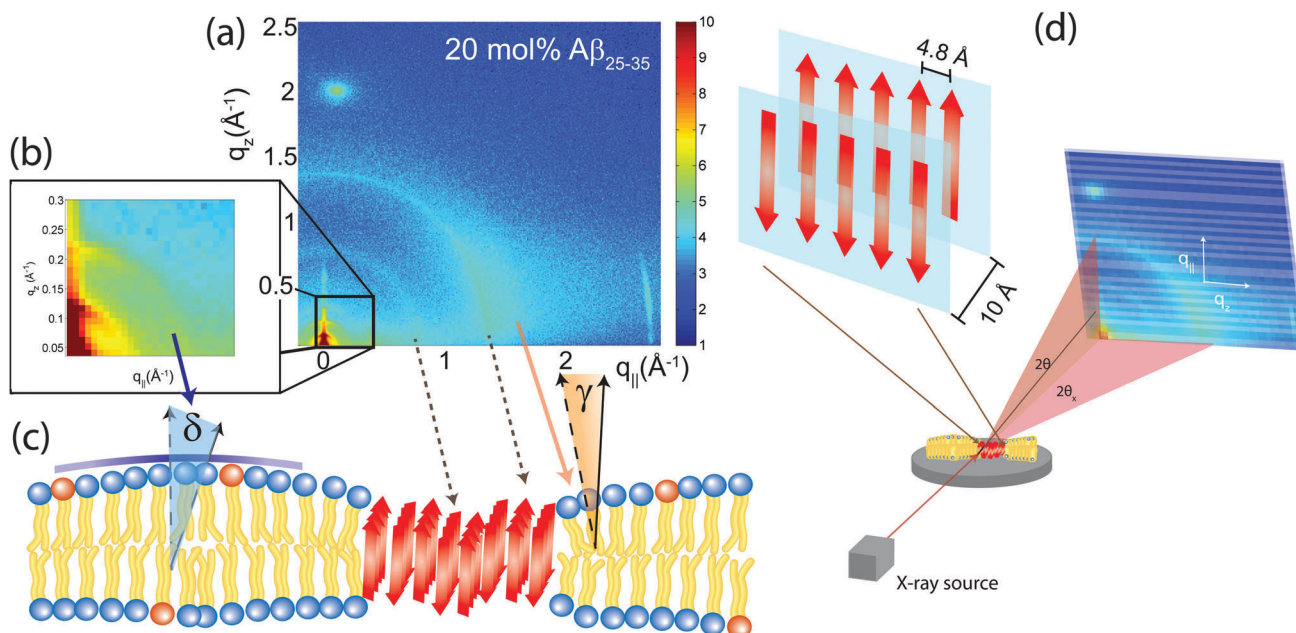 (a)
20 mol% Aβ25-35
2.5
2
1.5
1
0.5
qz(Å-1)
0
1
2
q||(Å-1)
10
9
8
7
6
5
4
3
2
1
(b)
0.3
0.25
0.20
0.15
0.1
0.05
qz (Å-1)
q||(Å-1)
(c)
δ
γ
(d)
4.8 Å
10 Å
q||
qz
2θ
2θx
X-ray source